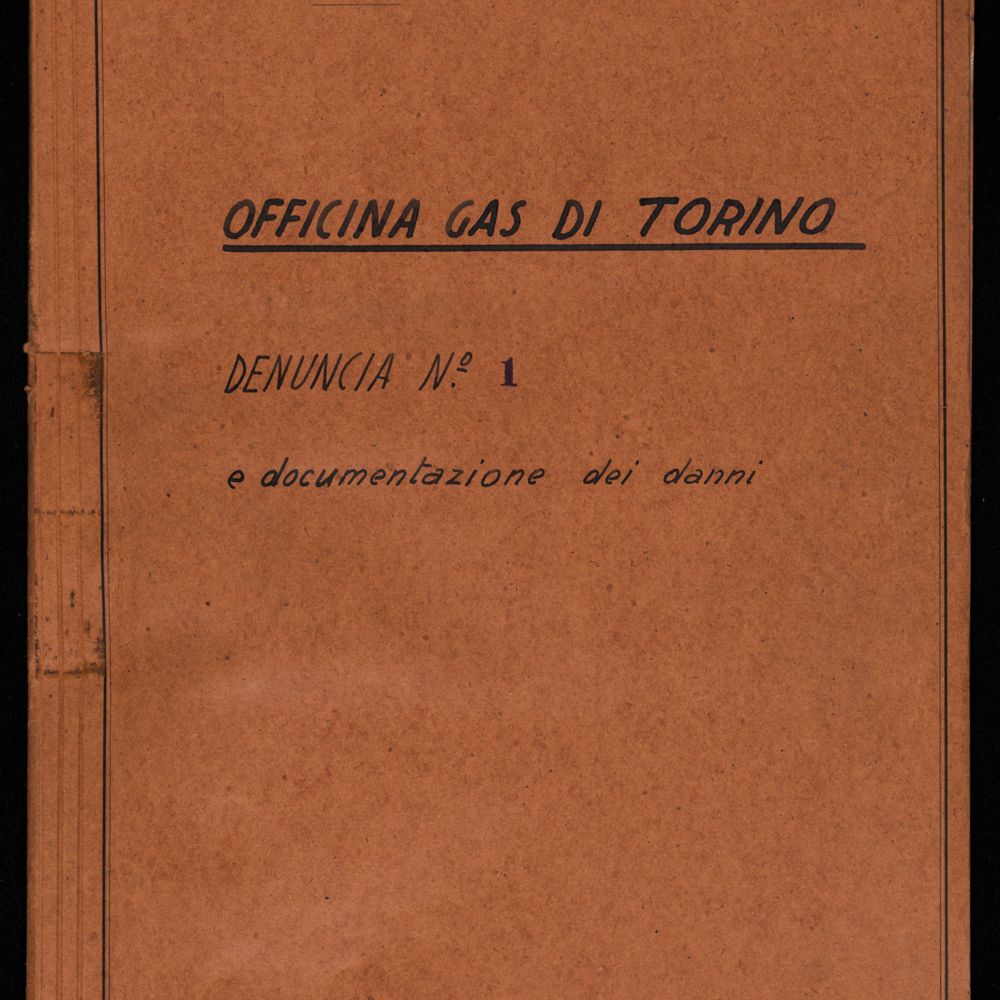 OFFICINA GAS DI TORINO
DENUNCIA N.º 1
e documentazione dei danni